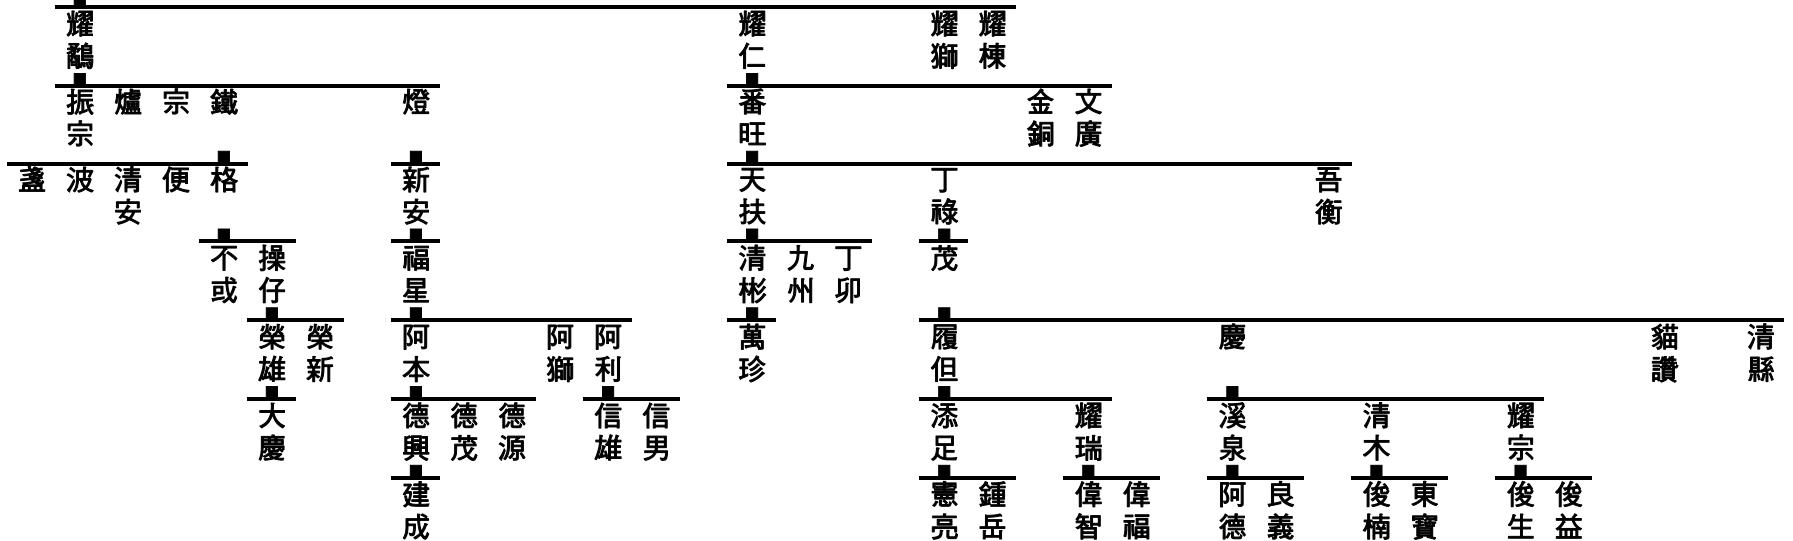 耀鷸 耀仁 耀獅 耀棟
振宗 爐 宗 鐵 燈 番旺 金銅 文廣
盞 波 清安 便 格 新安 天扶 丁祿 吾衡
不或 操仔 福星 清彬 九州 丁卯 茂
榮雄 榮新 阿本 阿獅 阿利 萬珍 履但 慶 貓讚 清縣
大慶 德興 德茂 德源 信雄 信男 添足 耀瑞 溪泉 清木 耀宗
建成 憲亮 鍾岳 偉智 偉福 阿德 良義 俊楠 東寶 俊生 俊益